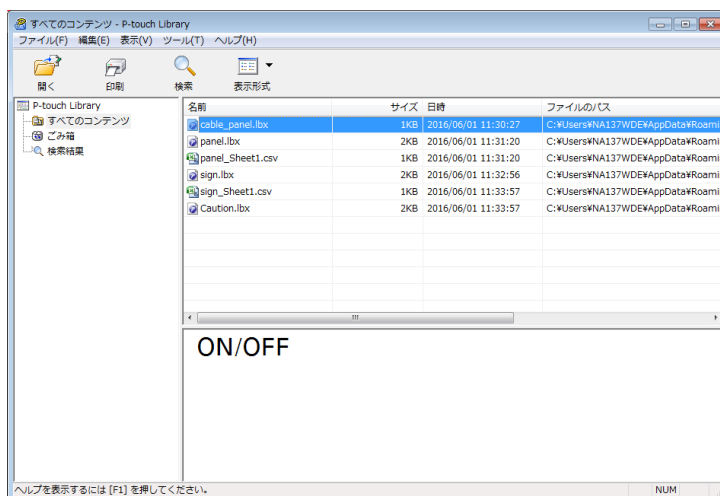 すべてのコンテンツ - P-touch Library
ファイル(F) 編集(E) 表示(V) ツール(T) ヘルプ(H)
開く 印刷 検索 表示形式
P-touch Library
すべてのコンテンツ
ごみ箱
検索結果
名前 サイズ 日時 ファイルのパス
cable_panel.lbx 1KB 2016/06/01 11:30:27 C:¥Users¥NA137WDE¥AppData¥Roami
panel.lbx 2KB 2016/06/01 11:31:20 C:¥Users¥NA137WDE¥AppData¥Roami
panel_Sheet1.csv 1KB 2016/06/01 11:31:20 C:¥Users¥NA137WDE¥AppData¥Roami
sign.lbx 2KB 2016/06/01 11:32:56 C:¥Users¥NA137WDE¥AppData¥Roami
sign_Sheet1.csv 1KB 2016/06/01 11:33:57 C:¥Users¥NA137WDE¥AppData¥Roami
Caution.lbx 2KB 2016/06/01 11:33:57 C:¥Users¥NA137WDE¥AppData¥Roami
ON/OFF
ヘルプを表示するには [F1] を押してください。 NUM